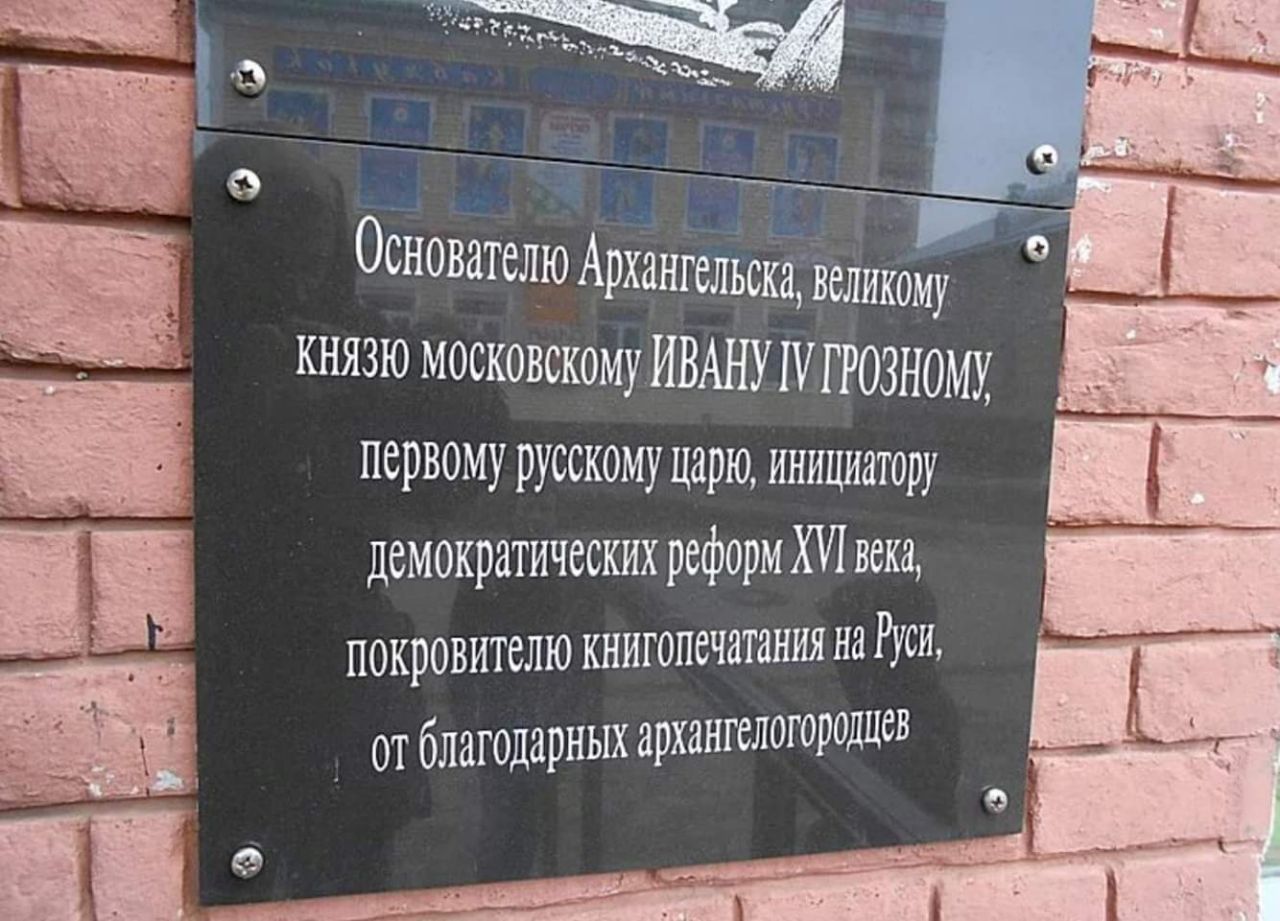 Основателю Архангельска, великому
князю московскому ИВАНУ IV ГРОЗНОМУ,
первому русскому царю, инициатору
демократических реформ XVI века,
покровителю книгопечатания на Руси,
от благодарных архангелогородцев